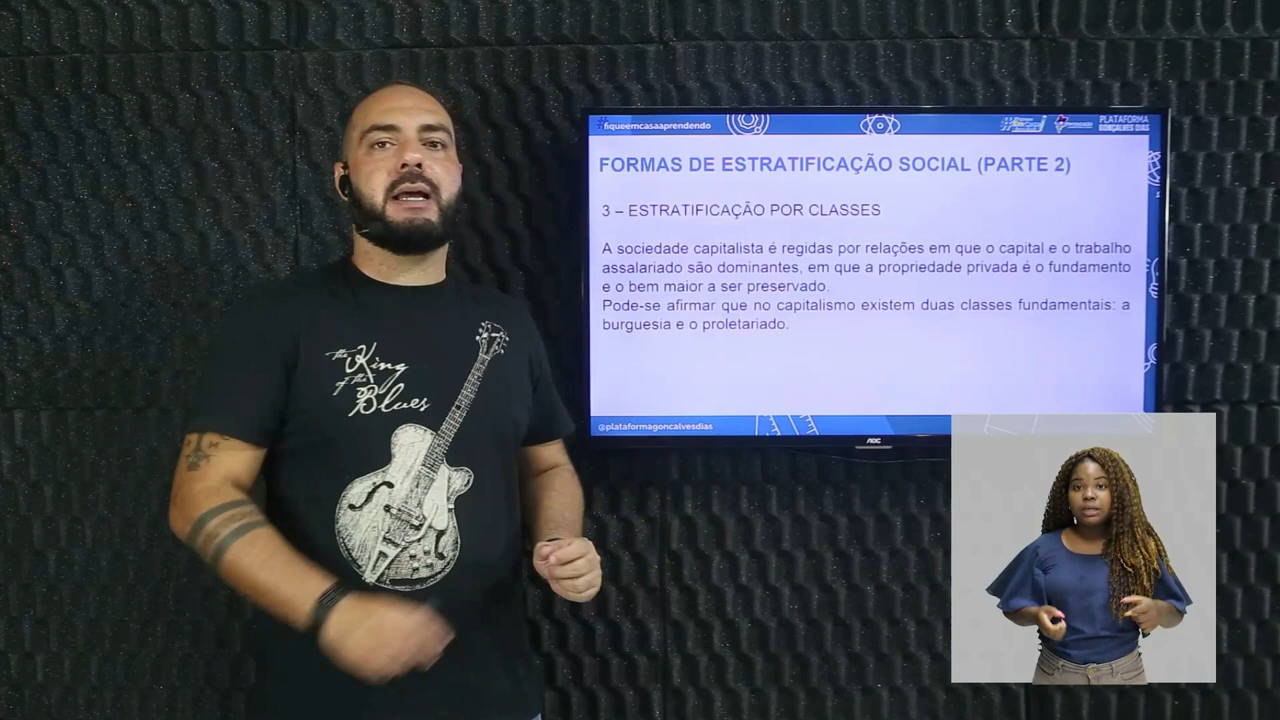 #fiqueemcasaaprendendo
PLATAFORMA
GONÇALVES DIAS
FORMAS DE ESTRATIFICAÇÃO SOCIAL (PARTE 2)
3 – ESTRATIFICAÇÃO POR CLASSES
A sociedade capitalista é regidas por relações em que o capital e o trabalho
assalariado são dominantes, em que a propriedade privada é o fundamento
e o bem maior a ser preservado.
Pode-se afirmar que no capitalismo existem duas classes fundamentais: a
burguesia e o proletariado.
@plataformagoncalvesdias
AOC
the King
of the
Blues